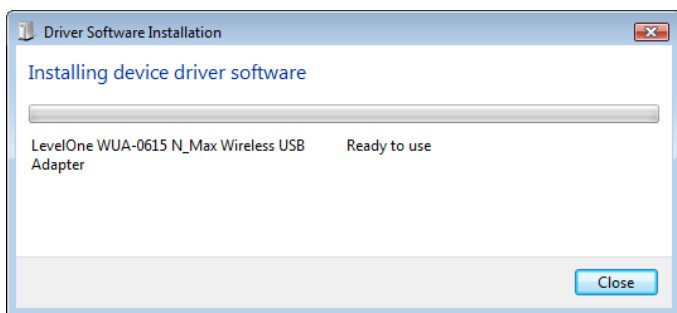 Driver Software Installation
Installing device driver software
LevelOne WUA-0615 N_Max Wireless USB Ready to use
Adapter
Close